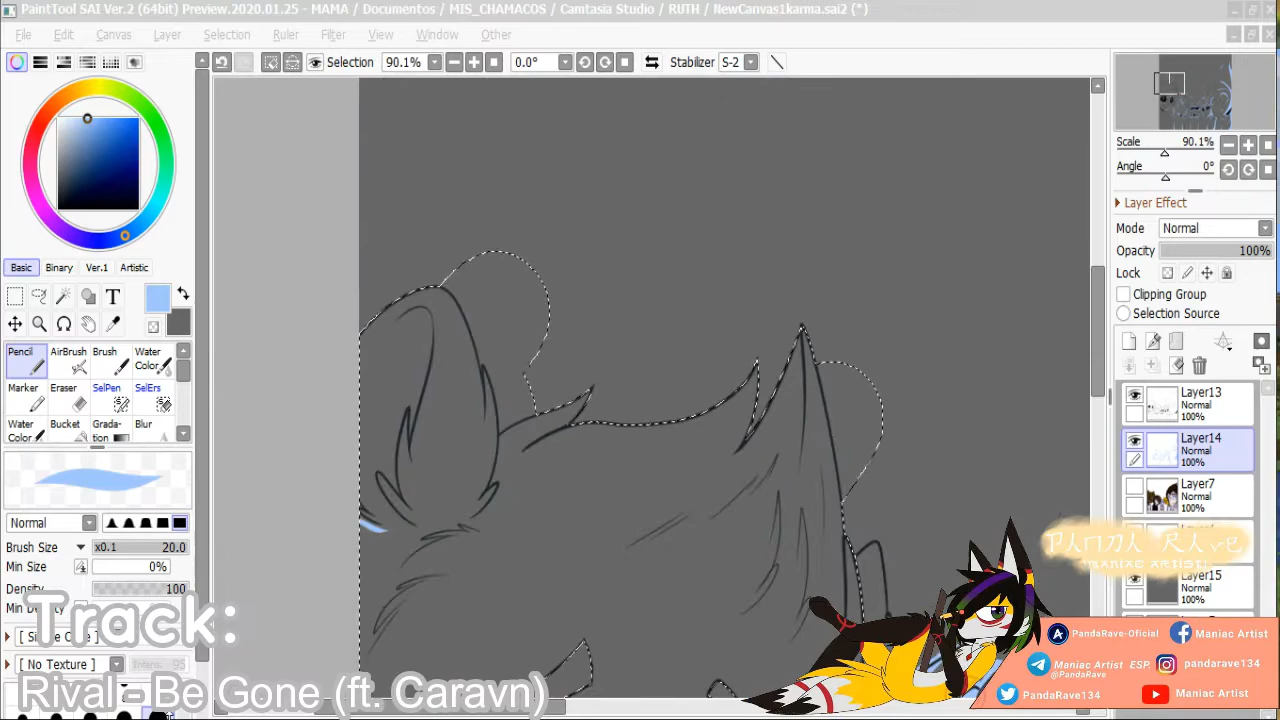 PaintTool SAI Ver.2 (64bit) Preview.2020.01.25 - MAMA / Documentos / MIS_CHAMACOS / Camtasia Studio / RUTH / NewCanvas1karma.sai2 (*)
File Edit Canvas Layer Selection Ruler Filter View Window Other
Selection 90.1% 0.0° Stabilizer S-2
Scale 90.1%
Angle 0°
Layer Effect
Mode Normal
Opacity 100%
Lock
Clipping Group
Selection Source
Basic Binary Ver.1 Artistic
T
Pencil AirBrush Brush Water Color
Marker Eraser SelPen SelErs
Water Color Bucket Grada-tion Blur
Normal
Brush Size x0.1 20.0
Min Size 0%
Density 100
Min
[ No Texture ] 95
Layer13
Normal
100%
Layer14
Normal
100%
Layer7
Normal
100%
Layer15
Normal
100%
Track:
Rival - Be Gone (ft. Caravn)
MANIAC ARTIST
PandaRave-Oficial Maniac Artist
Maniac Artist ESP. pandarave134
@PandaRave
PandaRave134 Maniac Artist